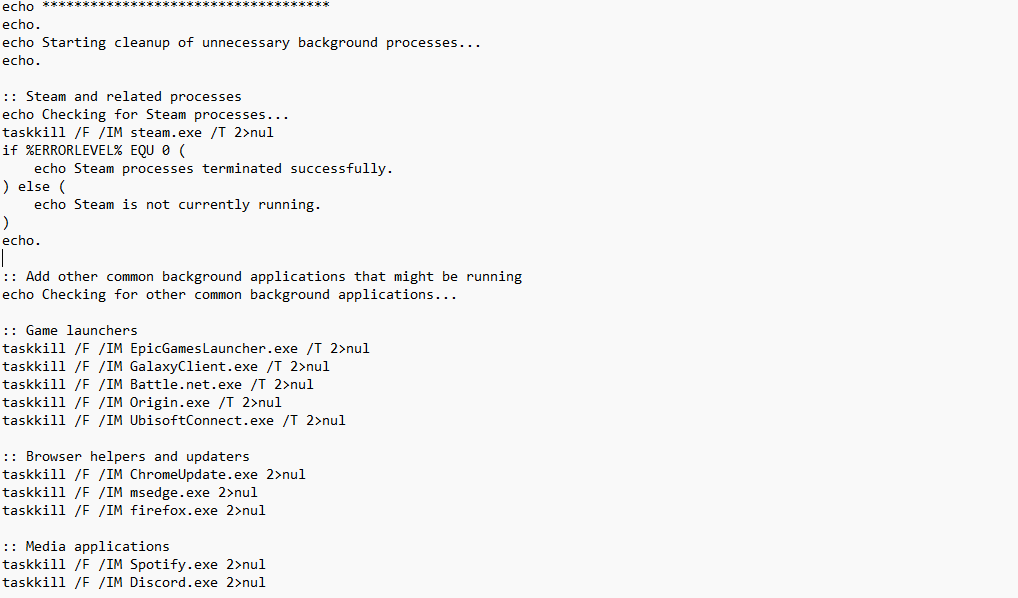 echo ************************************
echo.
echo Starting cleanup of unnecessary background processes...
echo.
:: Steam and related processes
echo Checking for Steam processes...
taskkill /F /IM steam.exe /T 2>nul
if %ERRORLEVEL% EQU 0 (
    echo Steam processes terminated successfully.
) else (
    echo Steam is not currently running.
)
echo.
:: Add other common background applications that might be running
echo Checking for other common background applications...
:: Game launchers
taskkill /F /IM EpicGamesLauncher.exe /T 2>nul
taskkill /F /IM GalaxyClient.exe /T 2>nul
taskkill /F /IM Battle.net.exe /T 2>nul
taskkill /F /IM Origin.exe /T 2>nul
taskkill /F /IM UbisoftConnect.exe /T 2>nul
:: Browser helpers and updaters
taskkill /F /IM ChromeUpdate.exe 2>nul
taskkill /F /IM msedge.exe 2>nul
taskkill /F /IM firefox.exe 2>nul
:: Media applications
taskkill /F /IM Spotify.exe 2>nul
taskkill /F /IM Discord.exe 2>nul